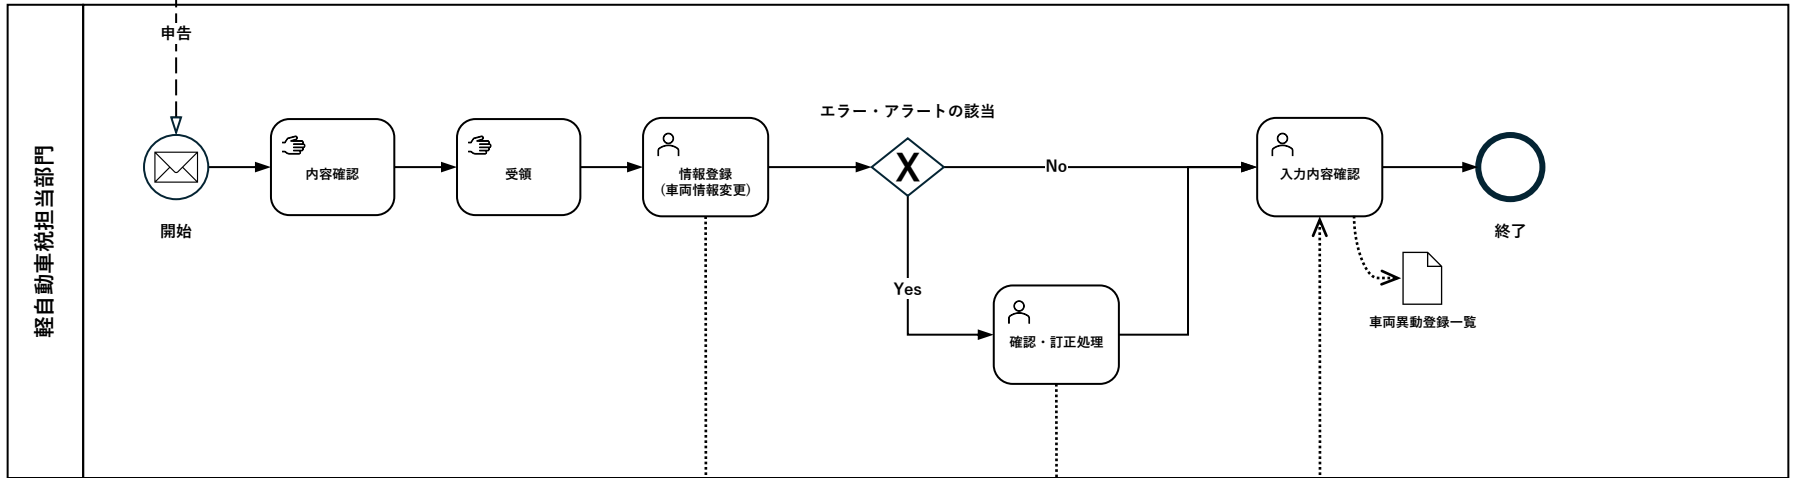 軽自動車税担当部門
申告
開始
内容確認
受領
情報登録
(車両情報変更)
エラー・アラートの該当
X
No
Yes
確認・訂正処理
入力内容確認
車両異動登録一覧
終了